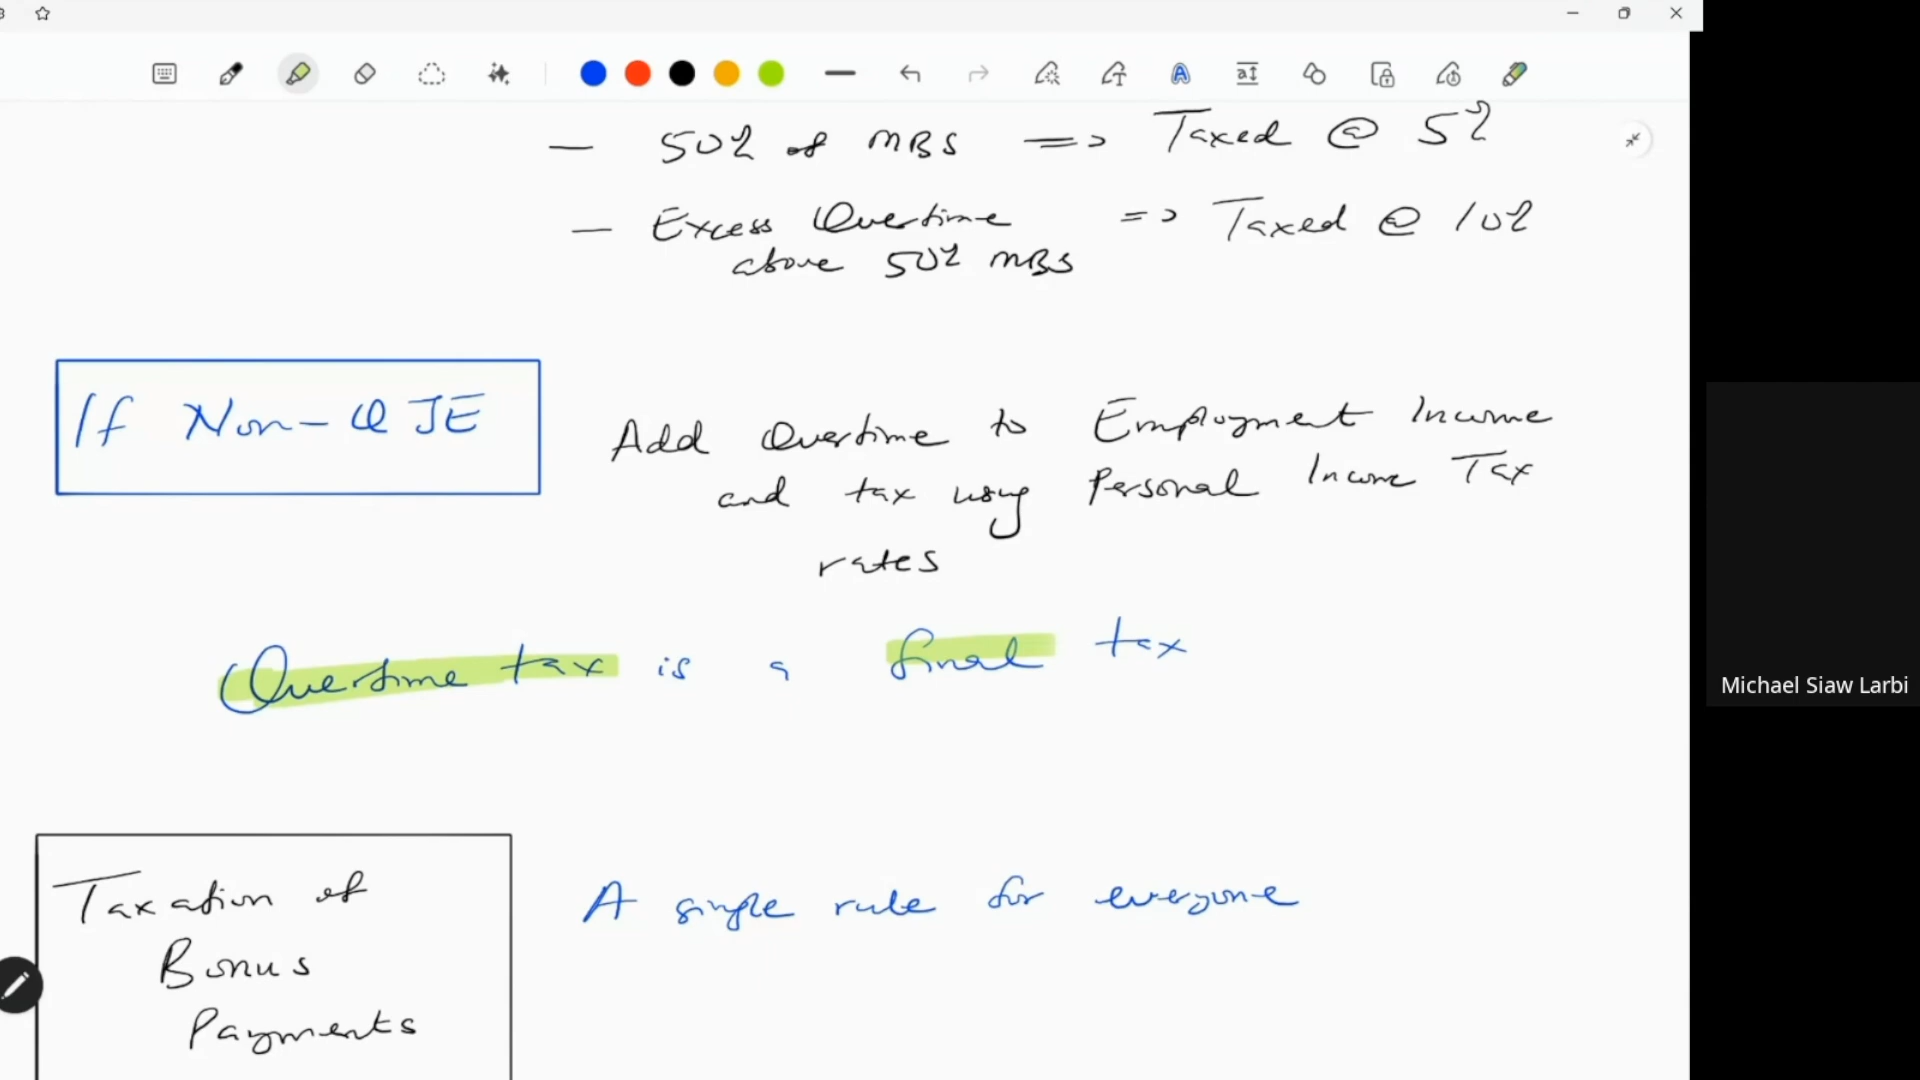 — 50% of MBS => Taxed @ 5%
— Excess Overtime => Taxed @ 10%
above 50% MBS
If Non-QJE
Add Overtime to Employment Income
and tax using Personal Income Tax
rates
Overtime tax is a final tax
Michael Siaw Larbi
Taxation of
Bonus
Payments
A single rule for everyone